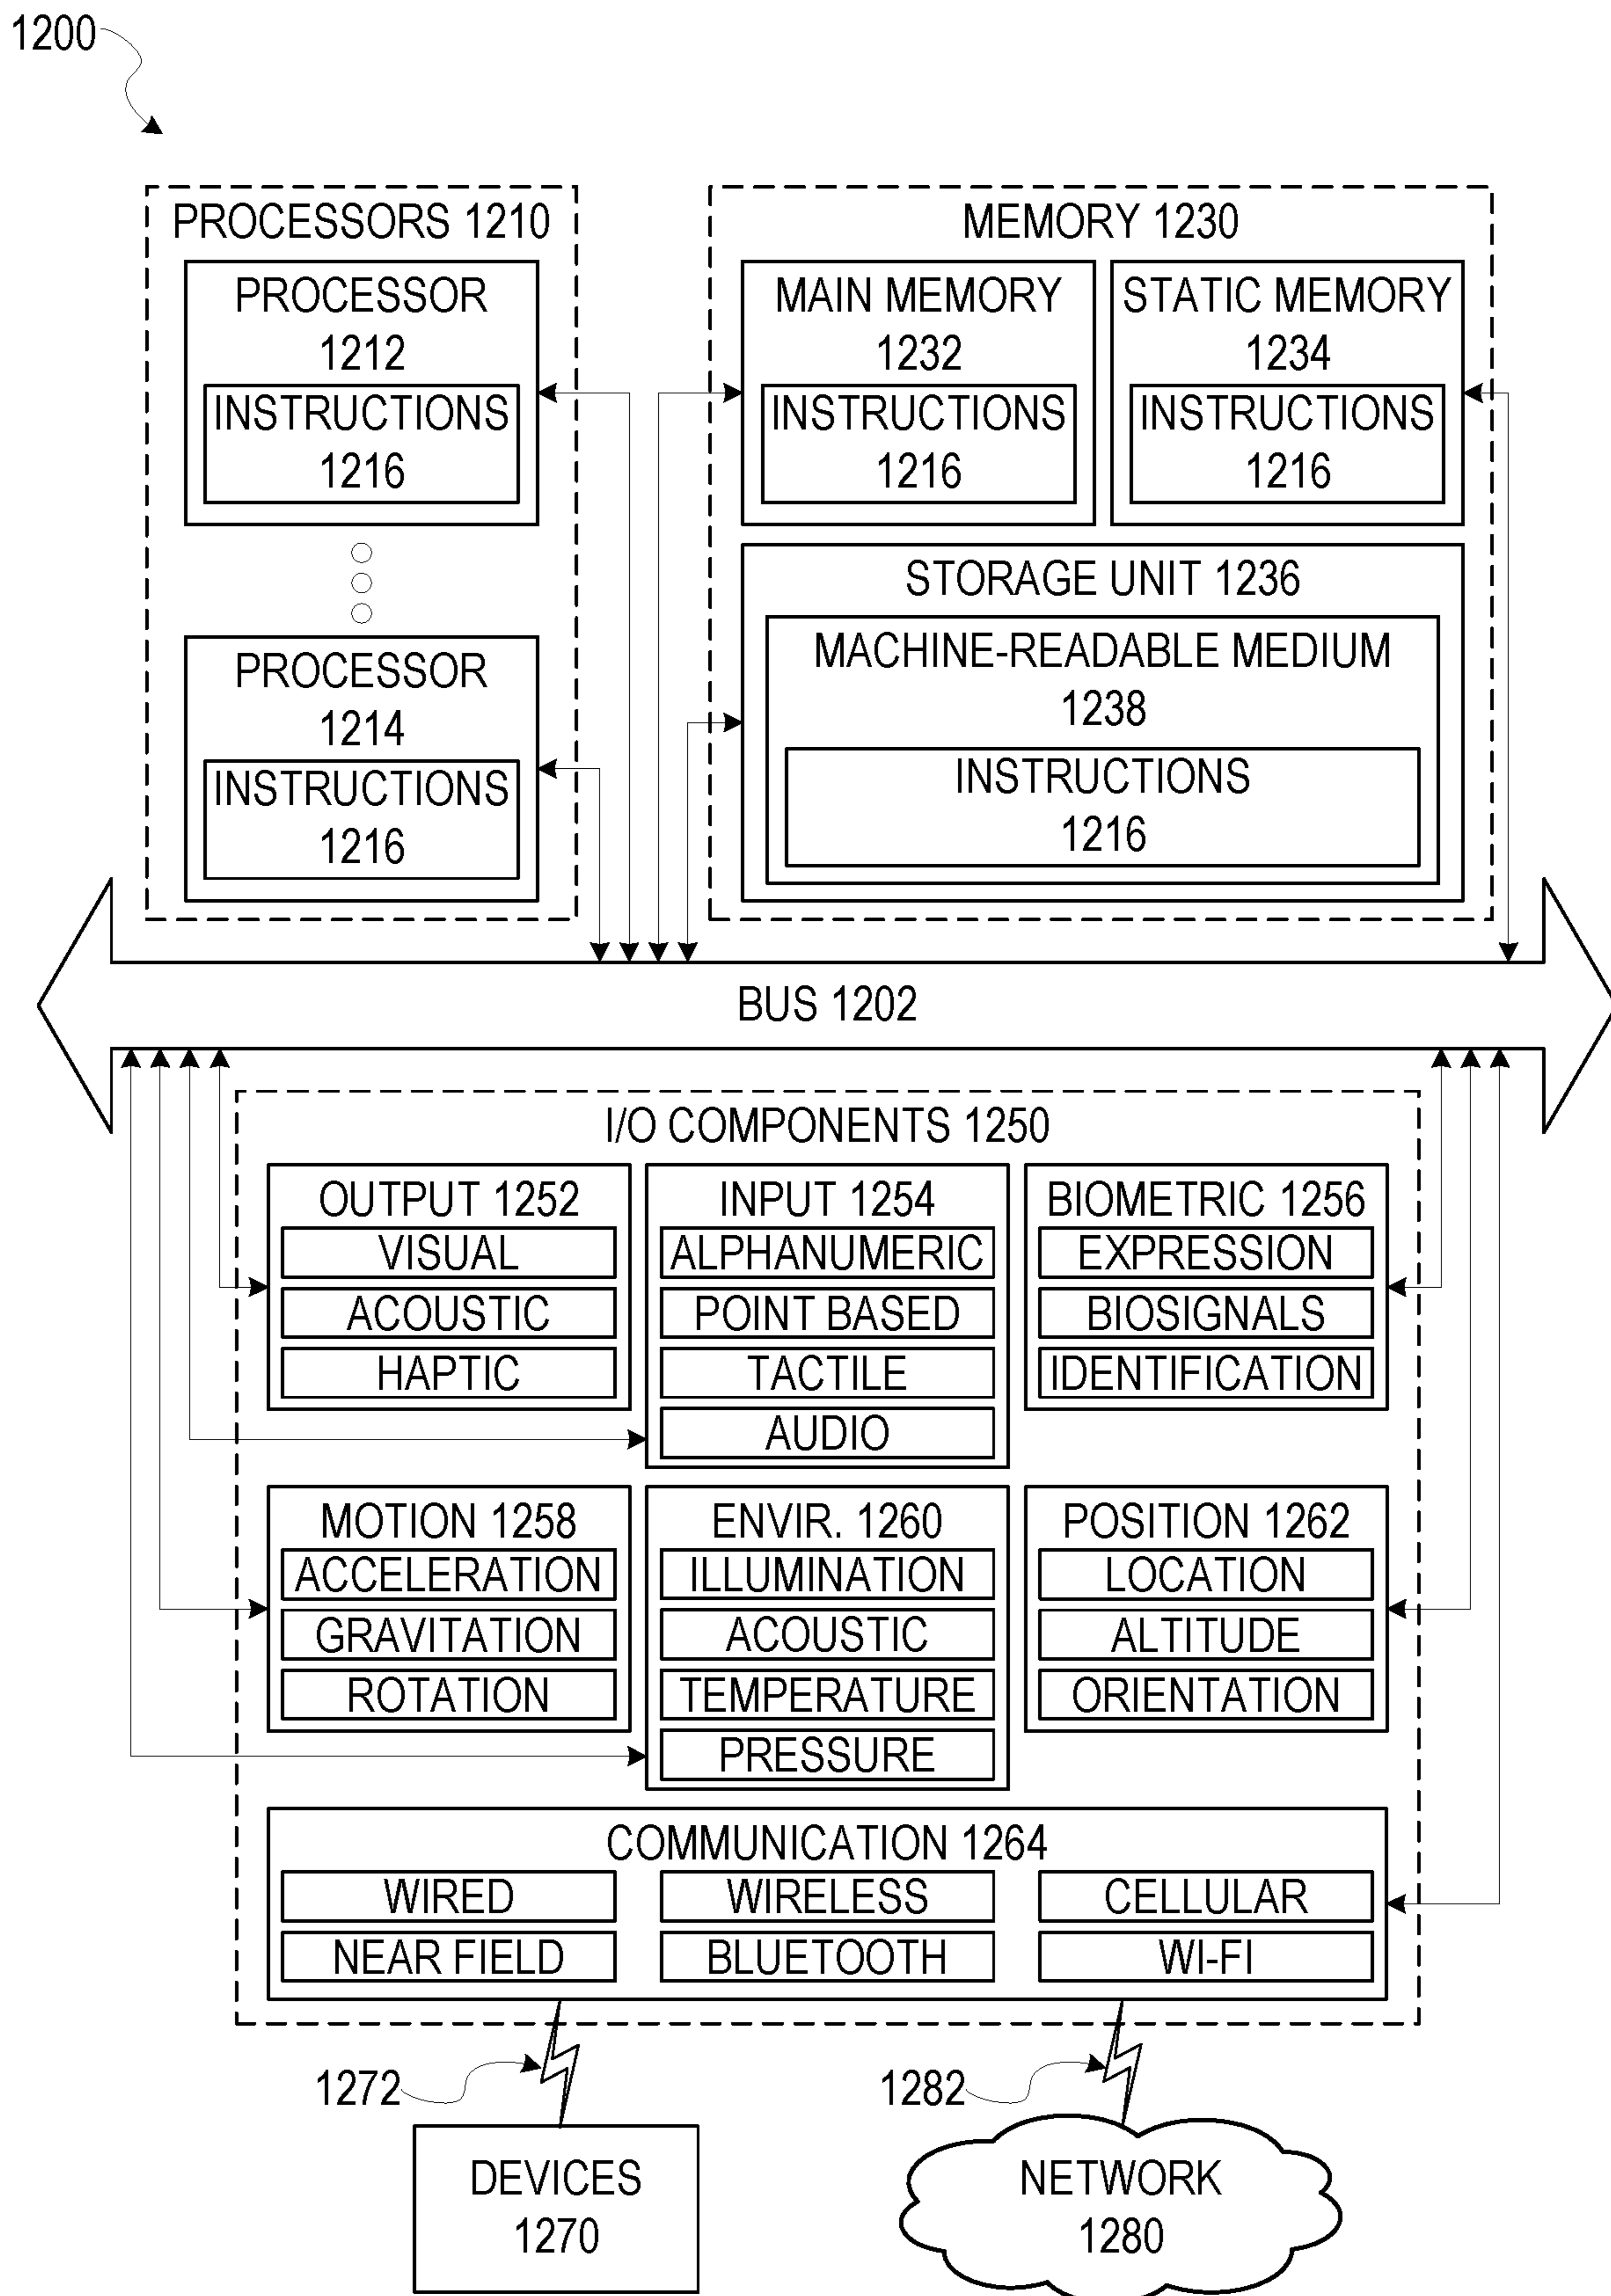 1200
PROCESSORS 1210
PROCESSOR
1212
INSTRUCTIONS
1216
PROCESSOR
1214
INSTRUCTIONS
1216
MEMORY 1230
MAIN MEMORY
1232
INSTRUCTIONS
1216
STATIC MEMORY
1234
INSTRUCTIONS
1216
STORAGE UNIT 1236
MACHINE-READABLE MEDIUM
1238
INSTRUCTIONS
1216
BUS 1202
I/O COMPONENTS 1250
OUTPUT 1252
VISUAL
ACOUSTIC
HAPTIC
INPUT 1254
ALPHANUMERIC
POINT BASED
TACTILE
AUDIO
BIOMETRIC 1256
EXPRESSION
BIOSIGNALS
IDENTIFICATION
MOTION 1258
ACCELERATION
GRAVITATION
ROTATION
ENVIR. 1260
ILLUMINATION
ACOUSTIC
TEMPERATURE
PRESSURE
POSITION 1262
LOCATION
ALTITUDE
ORIENTATION
COMMUNICATION 1264
WIRED
WIRELESS
CELLULAR
NEAR FIELD
BLUETOOTH
WI-FI
1272
1282
DEVICES
1270
NETWORK
1280